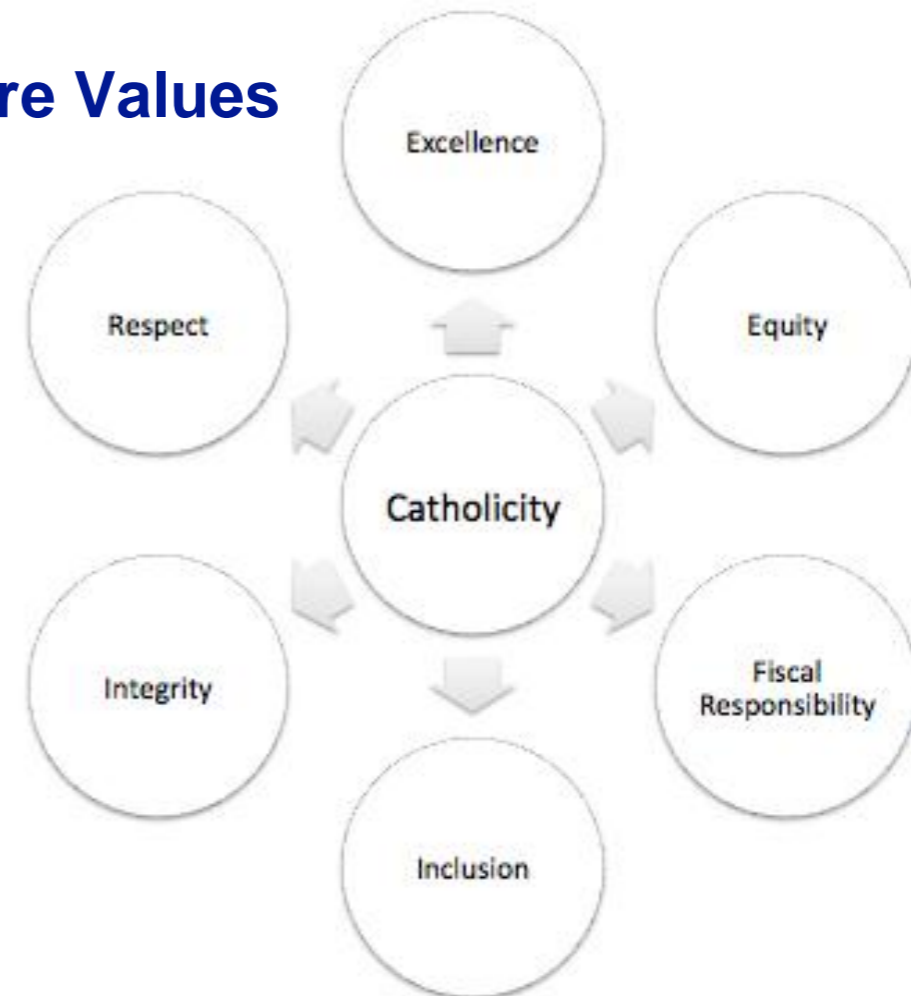 re Values
Excellence
Respect
Equity
Catholicity
Integrity
Fiscal
Responsibility
Inclusion